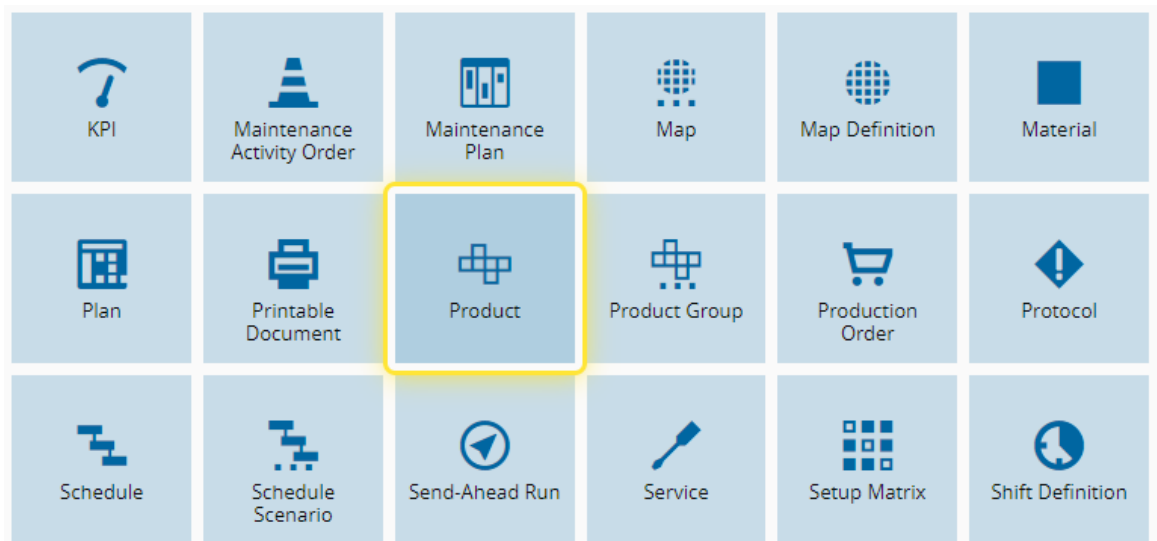 KPI
Maintenance
Activity Order
Maintenance
Plan
Map
Map Definition
Material
Plan
Printable
Document
Product
Product Group
Production
Order
Protocol
Schedule
Schedule
Scenario
Send-Ahead Run
Service
Setup Matrix
Shift Definition